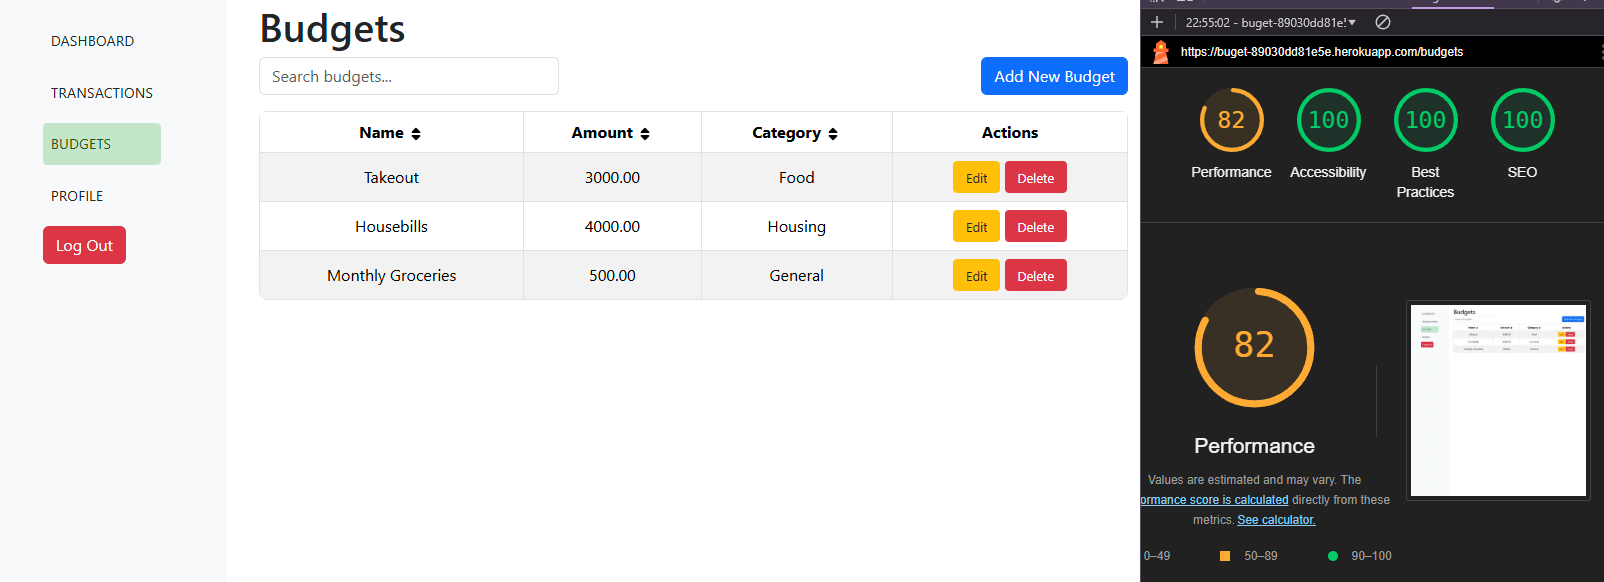 DASHBOARD
TRANSACTIONS
BUDGETS
PROFILE
Log Out
Budgets
Search budgets...
Add New Budget
Name Amount Category Actions
Takeout 3000.00 Food Edit Delete
Housebills 4000.00 Housing Edit Delete
Monthly Groceries 500.00 General Edit Delete
22:55:02 - buget-89030dd81e
https://buget-89030dd81e5e.herokuapp.com/budgets
82 100 100 100
Performance Accessibility Best Practices SEO
82
Performance
Values are estimated and may vary. The
ormance score is calculated directly from these
metrics. See calculator.
0–49 50–89 90–100